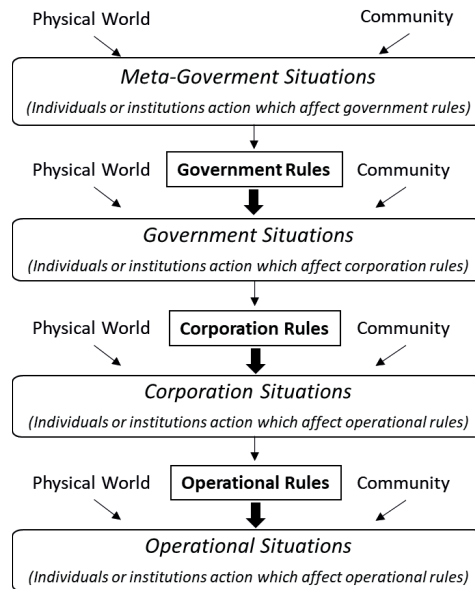 Physical World Community
Meta-Goverment Situations
(Individuals or institutions action which affect government rules)
Physical World Government Rules Community
Government Situations
(Individuals or institutions action which affect corporation rules)
Physical World Corporation Rules Community
Corporation Situations
(Individuals or institutions action which affect operational rules)
Physical World Operational Rules Community
Operational Situations
(Individuals or institutions action which affect operational rules)